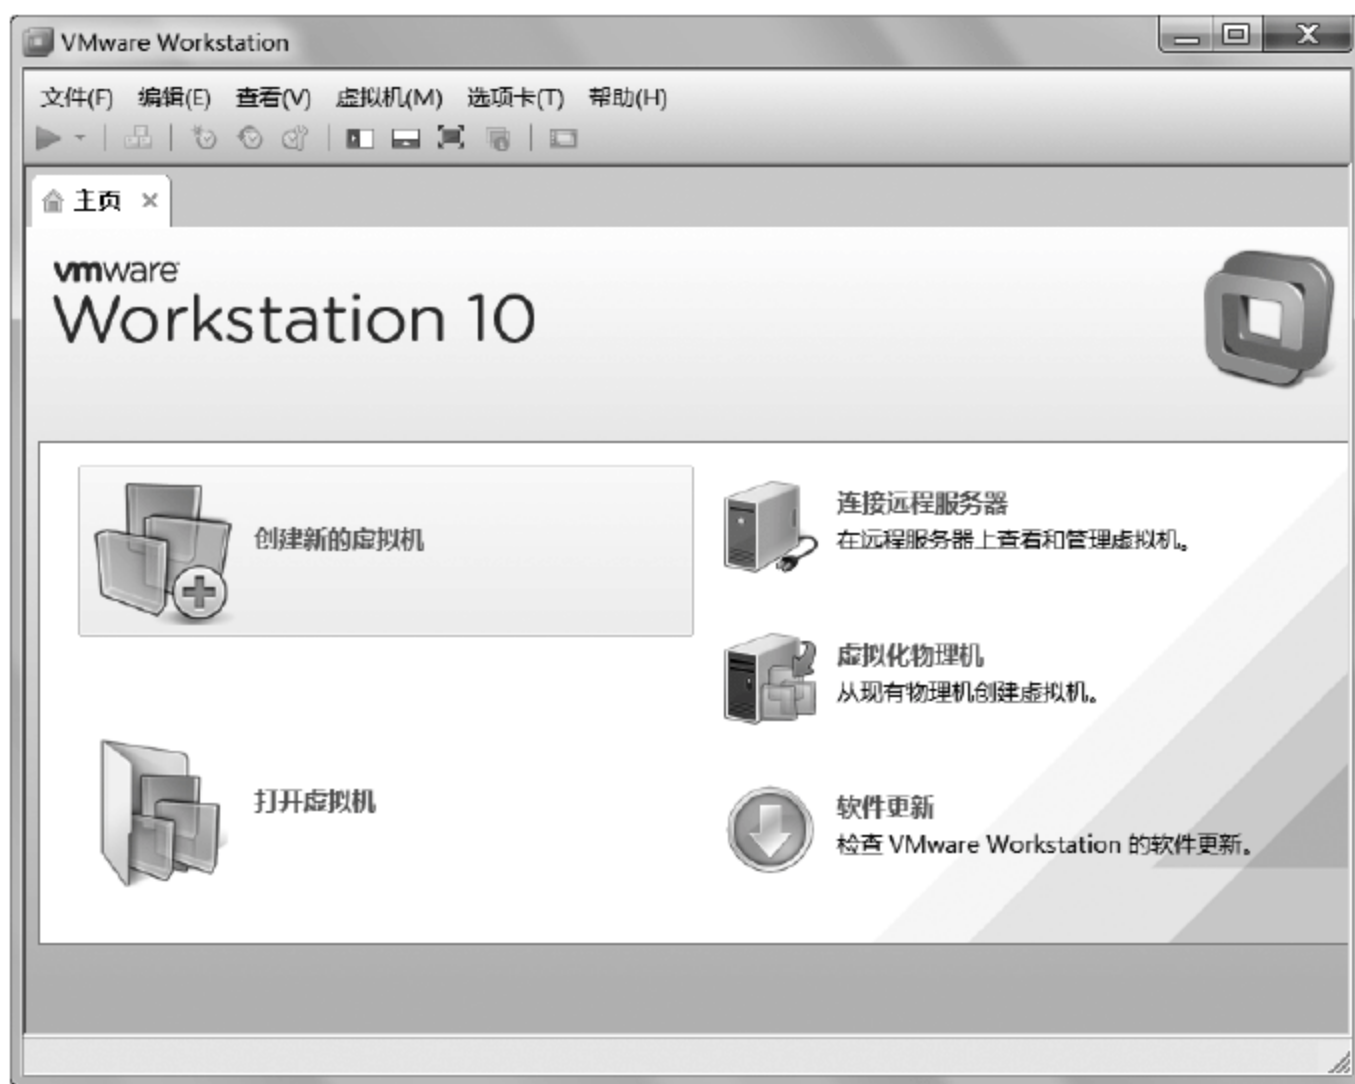 VMware Workstation
文件(F) 编辑(E) 查看(V) 虚拟机(M) 选项卡(T) 帮助(H)
主页
vmware
Workstation 10
创建新的虚拟机
连接远程服务器
在远程服务器上查看和管理虚拟机。
虚拟化物理机
从现有物理机创建虚拟机。
打开虚拟机
软件更新
检查 VMware Workstation 的软件更新。